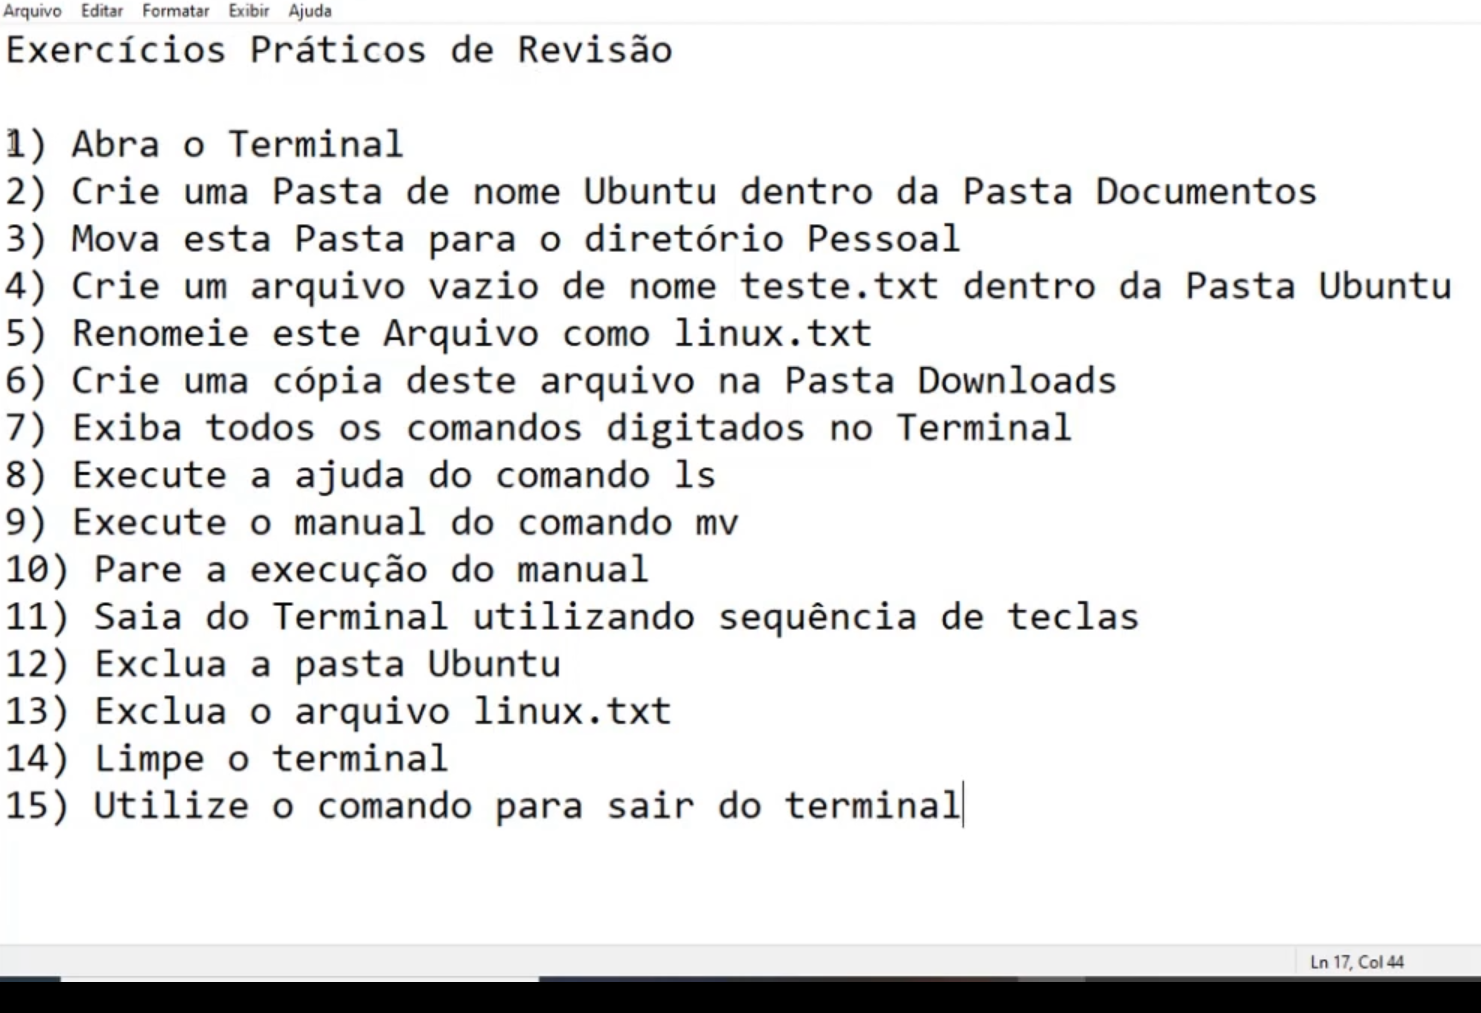 Arquivo Editar Formatar Exibir Ajuda
Exercícios Práticos de Revisão
1) Abra o Terminal
2) Crie uma Pasta de nome Ubuntu dentro da Pasta Documentos
3) Mova esta Pasta para o diretório Pessoal
4) Crie um arquivo vazio de nome teste.txt dentro da Pasta Ubuntu
5) Renomeie este Arquivo como linux.txt
6) Crie uma cópia deste arquivo na Pasta Downloads
7) Exiba todos os comandos digitados no Terminal
8) Execute a ajuda do comando ls
9) Execute o manual do comando mv
10) Pare a execução do manual
11) Saia do Terminal utilizando sequência de teclas
12) Exclua a pasta Ubuntu
13) Exclua o arquivo linux.txt
14) Limpe o terminal
15) Utilize o comando para sair do terminal
Ln 17, Col 44